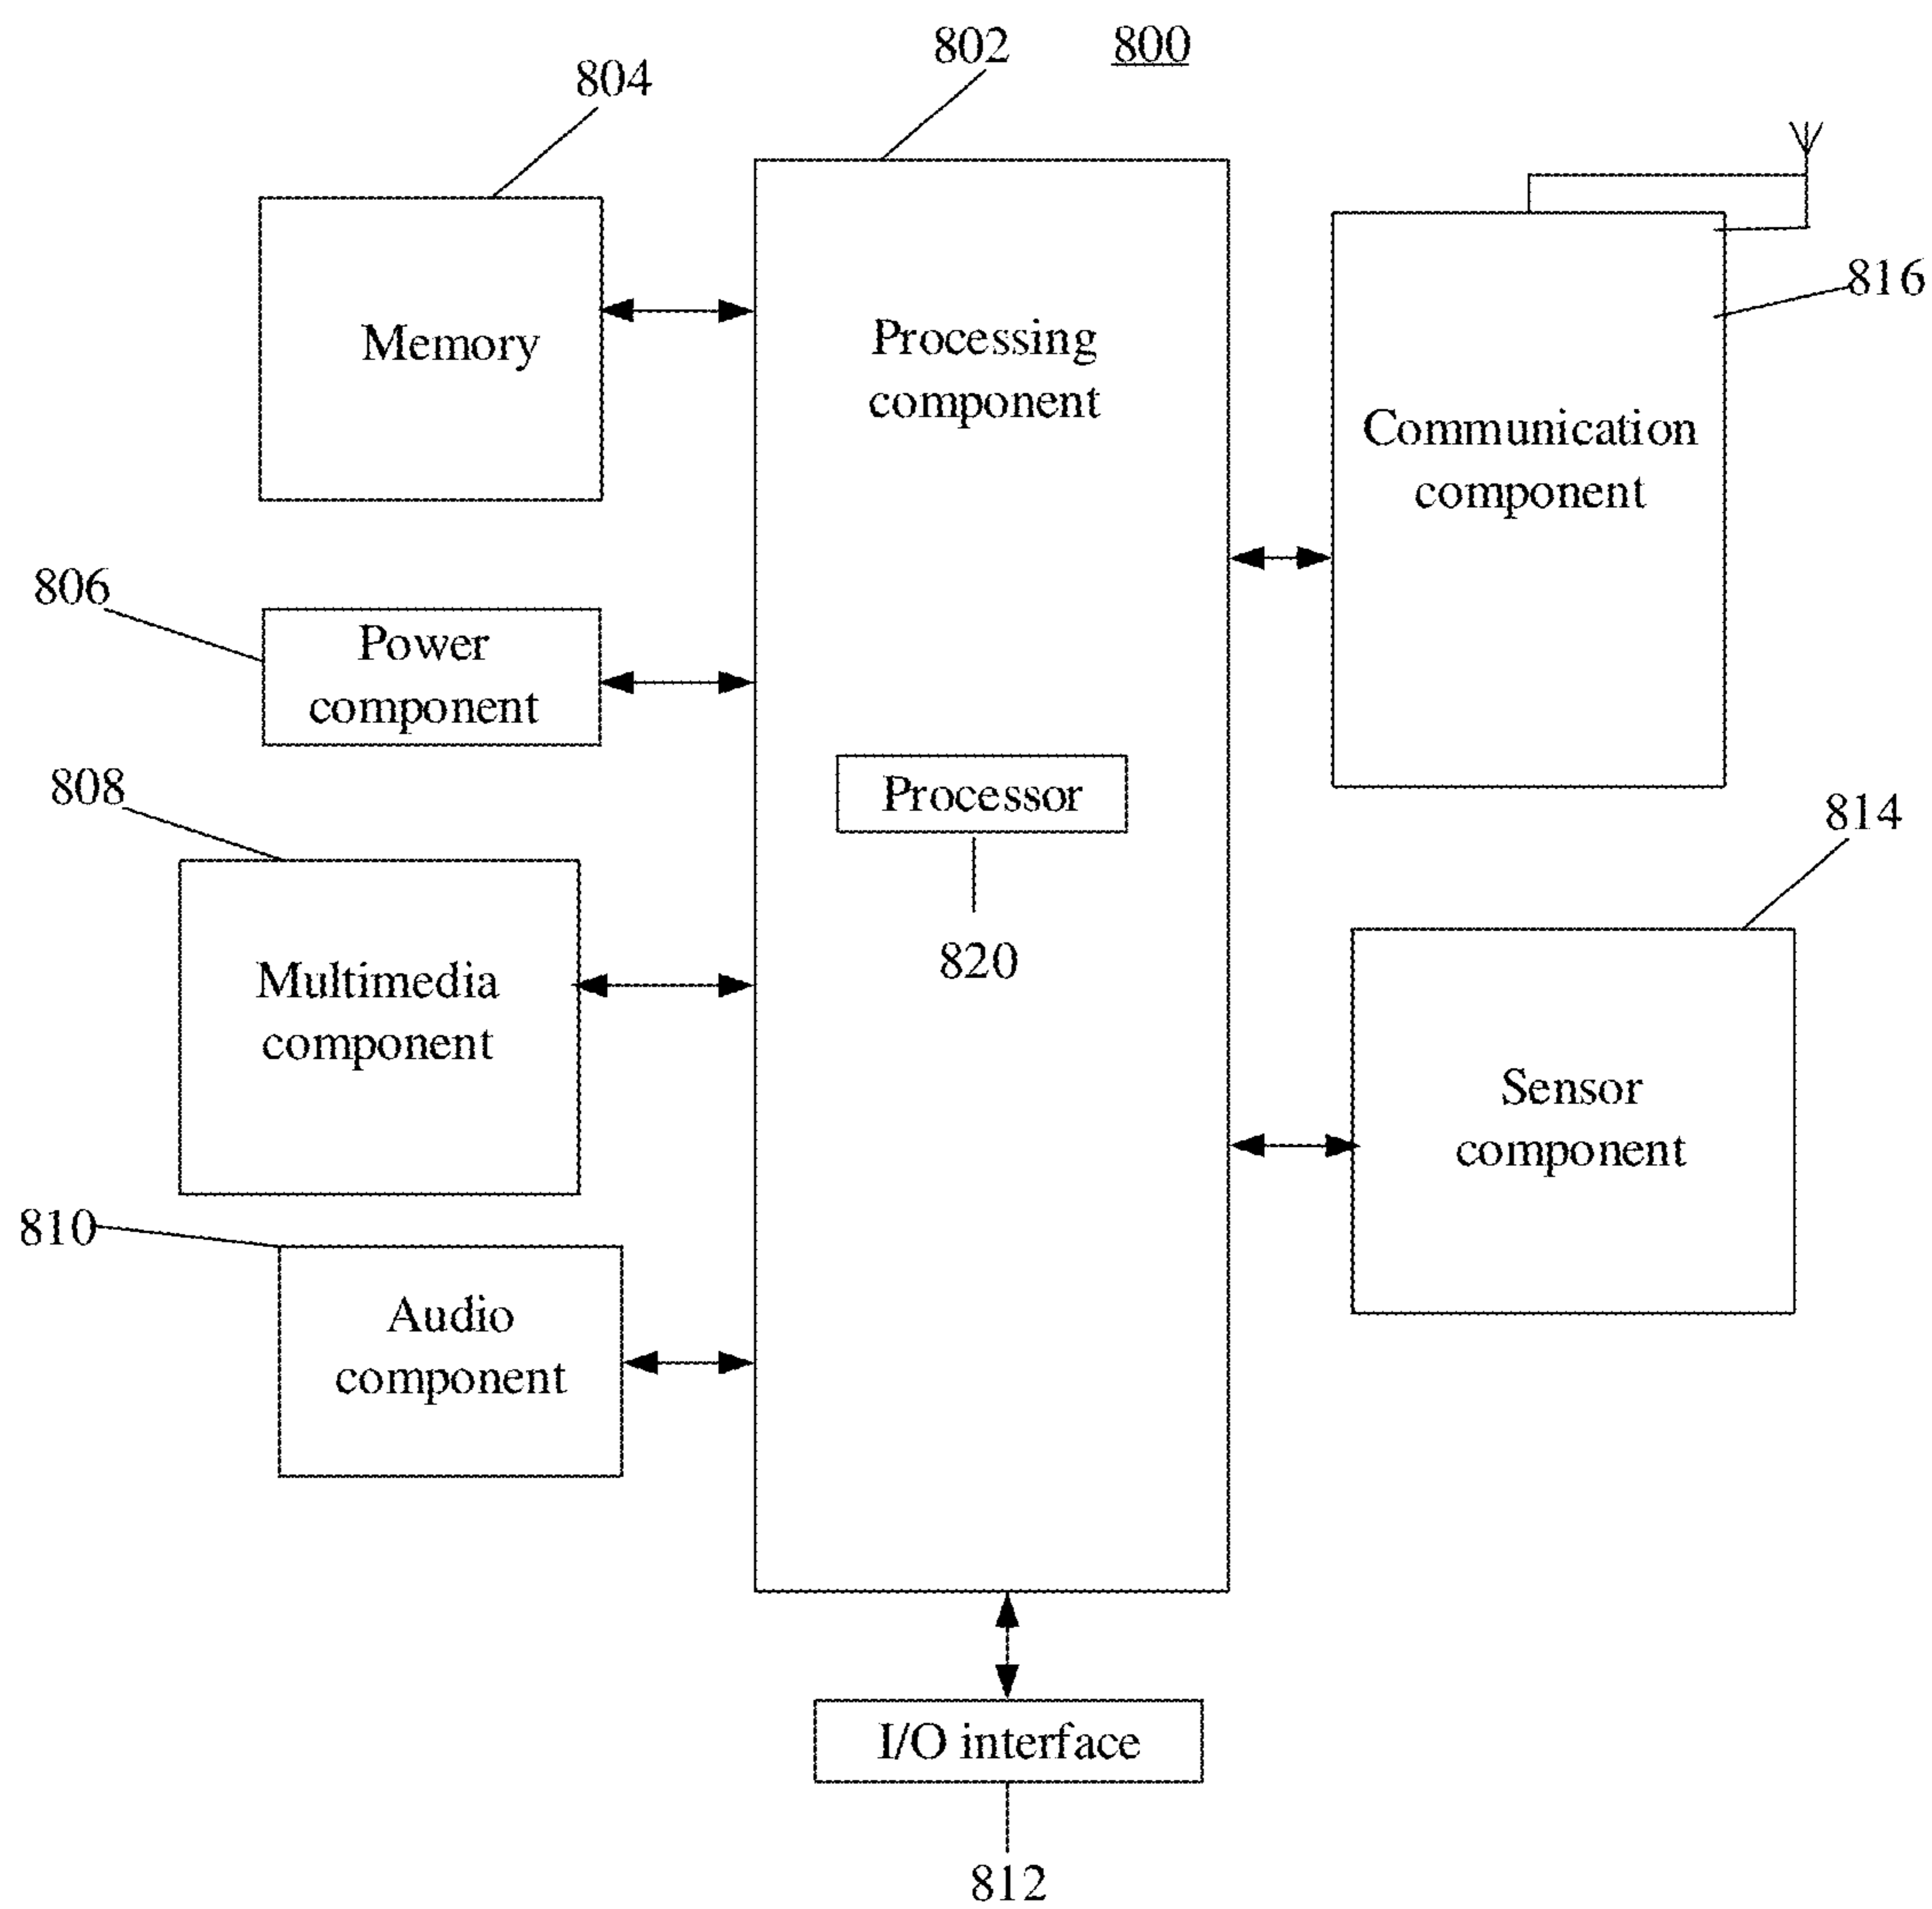 802
800
804
816
Memory
Processing
component
Communication
component
806
Power
component
808
Processor
814
820
Multimedia
component
Sensor
component
810
Audio
component
I/O interface
812